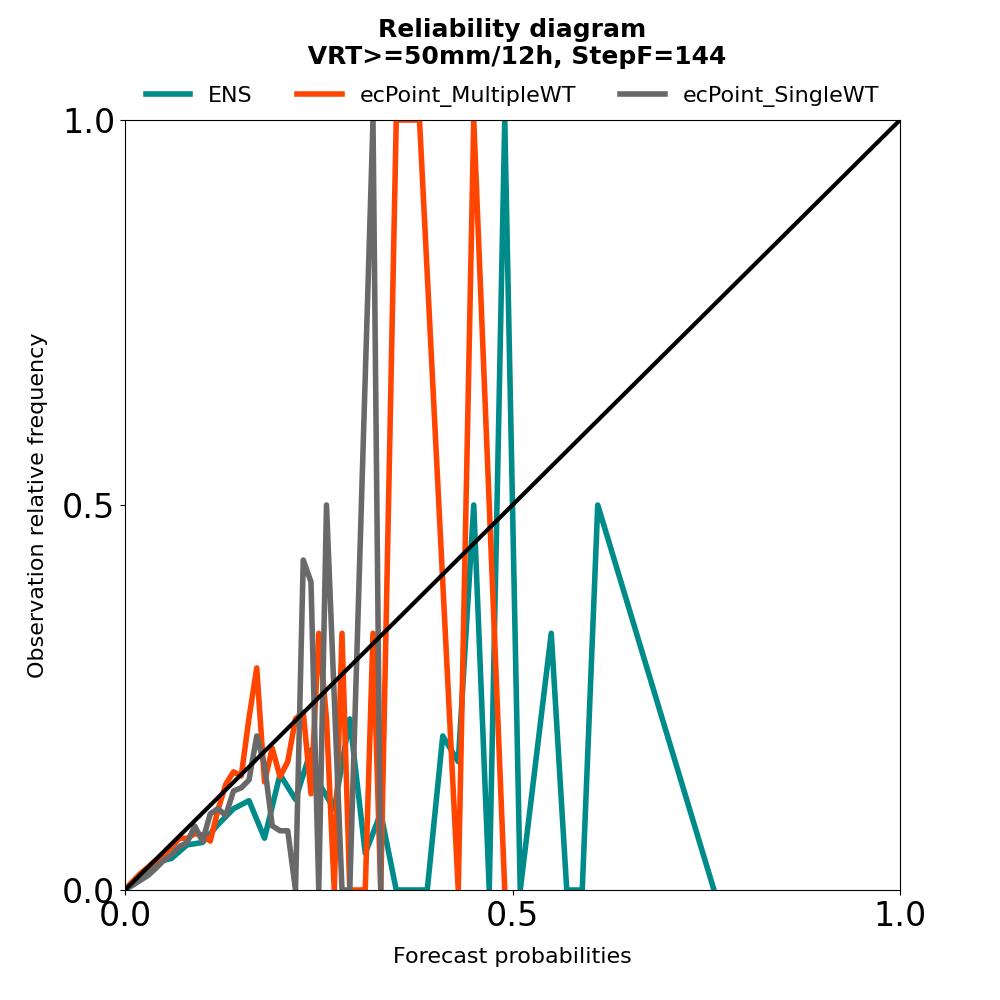 Reliability diagram
VRT>=50mm/12h, StepF=144
ENS ecPoint_MultipleWT ecPoint_SingleWT
1.0
Observation relative frequency
0.5
0.0
0.0 0.5 1.0
Forecast probabilities